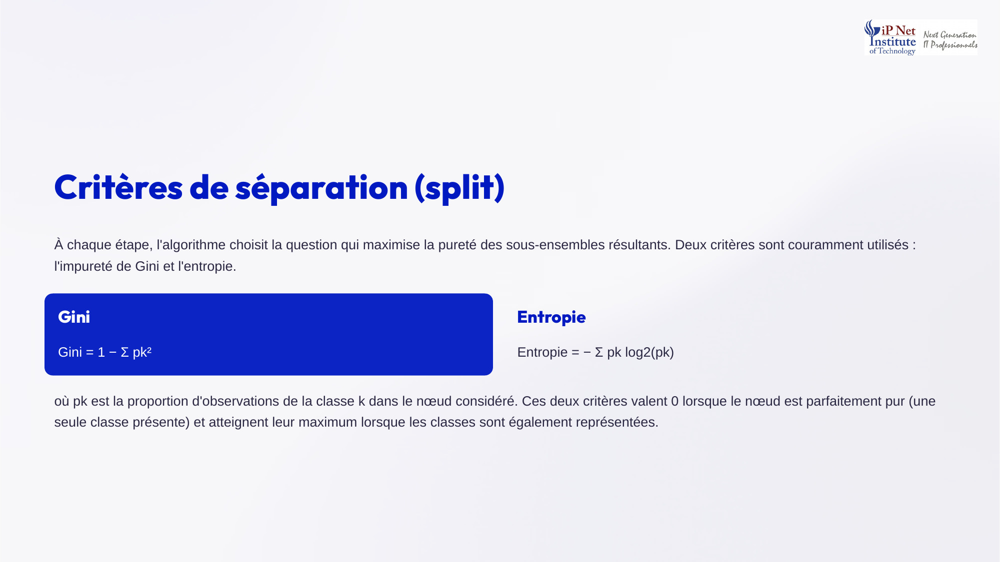 iP Net
Institute
of Technology
Next Generation
IT Professionnels
Critères de séparation (split)
À chaque étape, l'algorithme choisit la question qui maximise la pureté des sous-ensembles résultants. Deux critères sont couramment utilisés :
l'impureté de Gini et l'entropie.
Gini
Gini = 1 − Σ pk²
Entropie
Entropie = − Σ pk log2(pk)
où pk est la proportion d'observations de la classe k dans le nœud considéré. Ces deux critères valent 0 lorsque le nœud est parfaitement pur (une
seule classe présente) et atteignent leur maximum lorsque les classes sont également représentées.